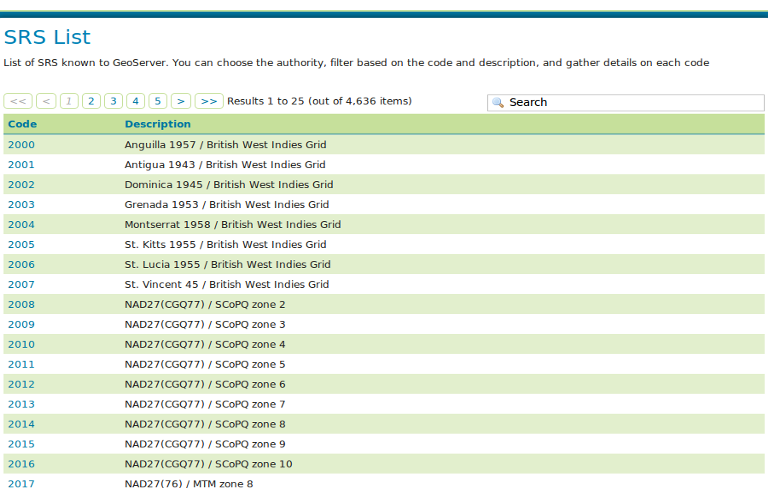 SRS List
List of SRS known to GeoServer. You can choose the authority, filter based on the code and description, and gather details on each code
<< < 1 2 3 4 5 > >> Results 1 to 25 (out of 4,636 items) Search
Code Description
2000 Anguilla 1957 / British West Indies Grid
2001 Antigua 1943 / British West Indies Grid
2002 Dominica 1945 / British West Indies Grid
2003 Grenada 1953 / British West Indies Grid
2004 Montserrat 1958 / British West Indies Grid
2005 St. Kitts 1955 / British West Indies Grid
2006 St. Lucia 1955 / British West Indies Grid
2007 St. Vincent 45 / British West Indies Grid
2008 NAD27(CGQ77) / SCoPQ zone 2
2009 NAD27(CGQ77) / SCoPQ zone 3
2010 NAD27(CGQ77) / SCoPQ zone 4
2011 NAD27(CGQ77) / SCoPQ zone 5
2012 NAD27(CGQ77) / SCoPQ zone 6
2013 NAD27(CGQ77) / SCoPQ zone 7
2014 NAD27(CGQ77) / SCoPQ zone 8
2015 NAD27(CGQ77) / SCoPQ zone 9
2016 NAD27(CGQ77) / SCoPQ zone 10
2017 NAD27(76) / MTM zone 8